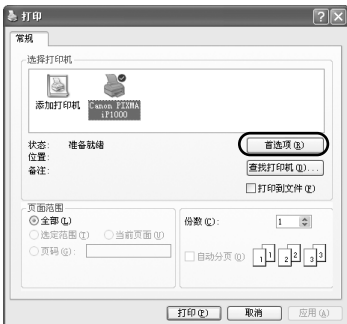 打印
常规
选择打印机
添加打印机
Canon PIXMA
iP1000
状态: 准备就绪
位置:
备注:
首选项(R)
查找打印机(D)...
打印到文件(F)
页面范围
全部(L)
选定范围(T) 当前页面(U)
页码(G):
份数(C): 1
自动分页(O)
1 1 2 2 3 3
打印(P) 取消 应用(A)